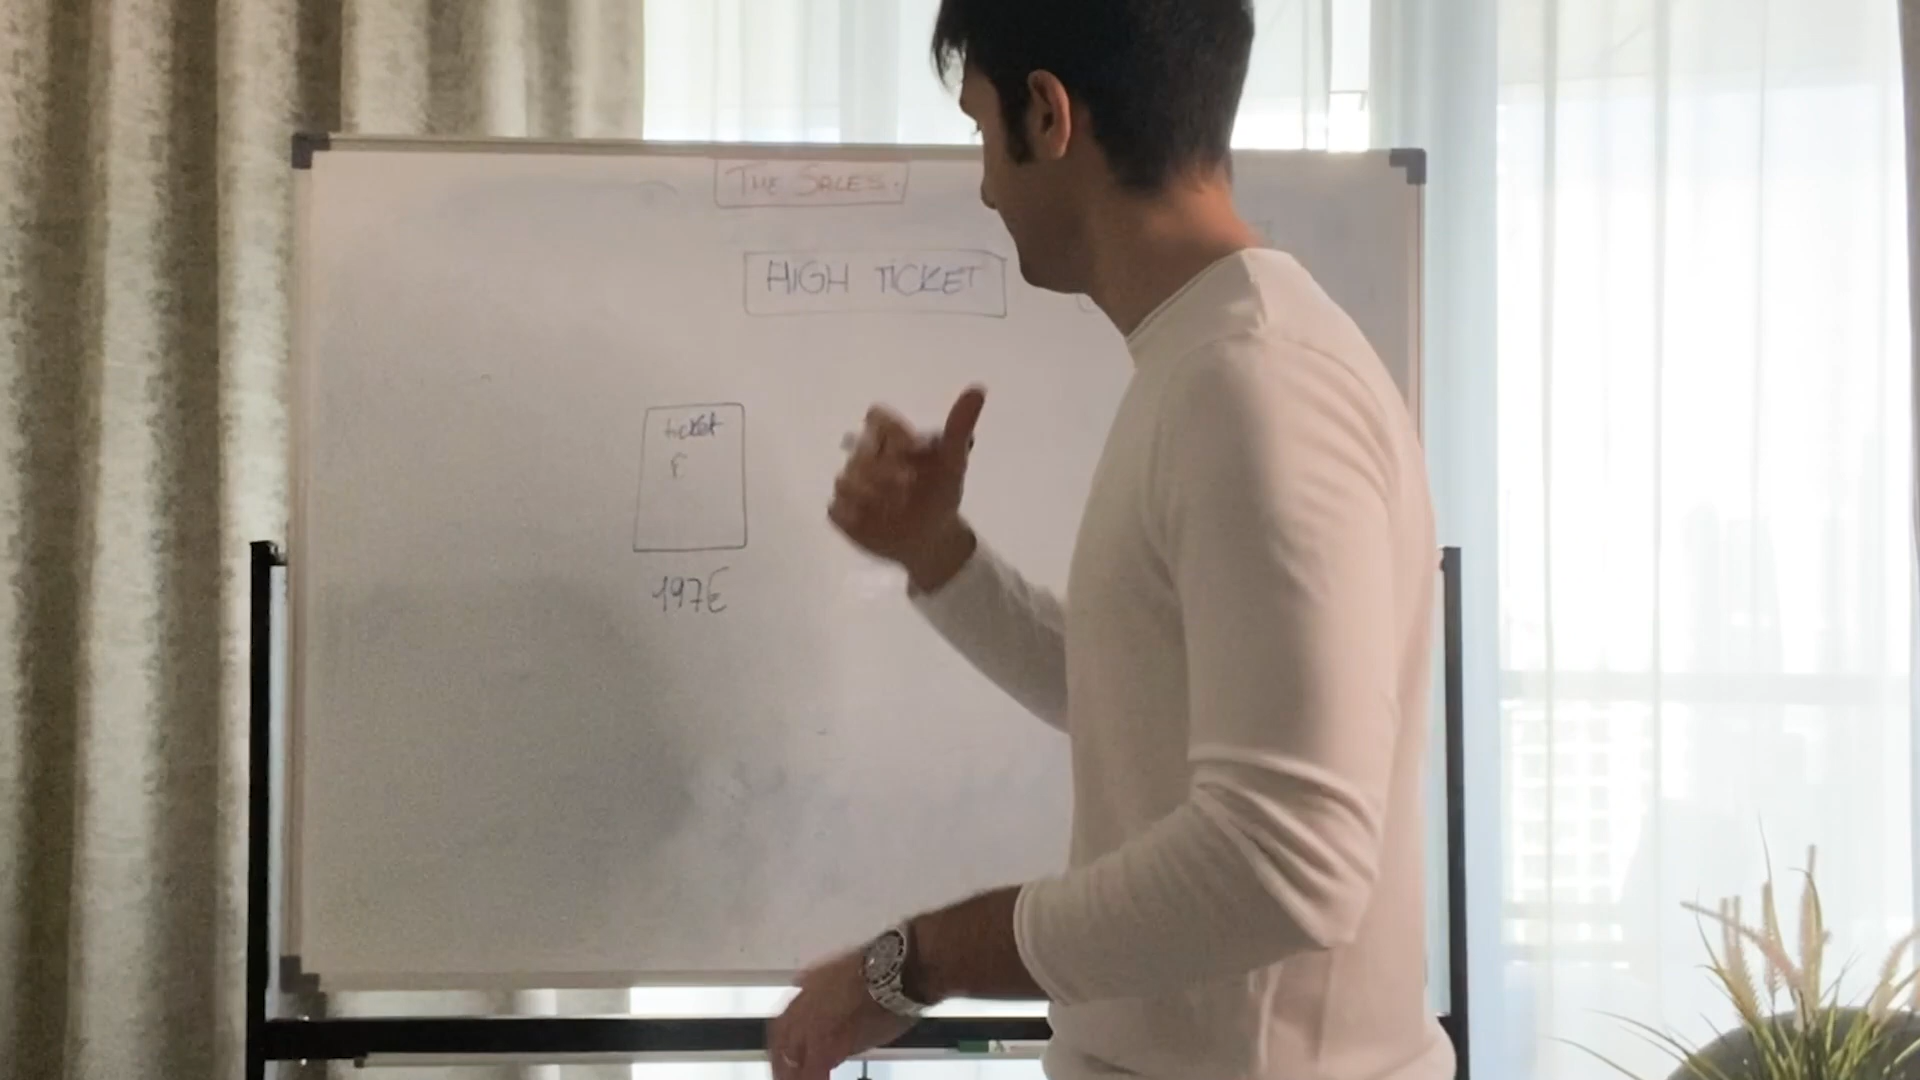 THE SALES.
HIGH TICKET
ticket
F
197€